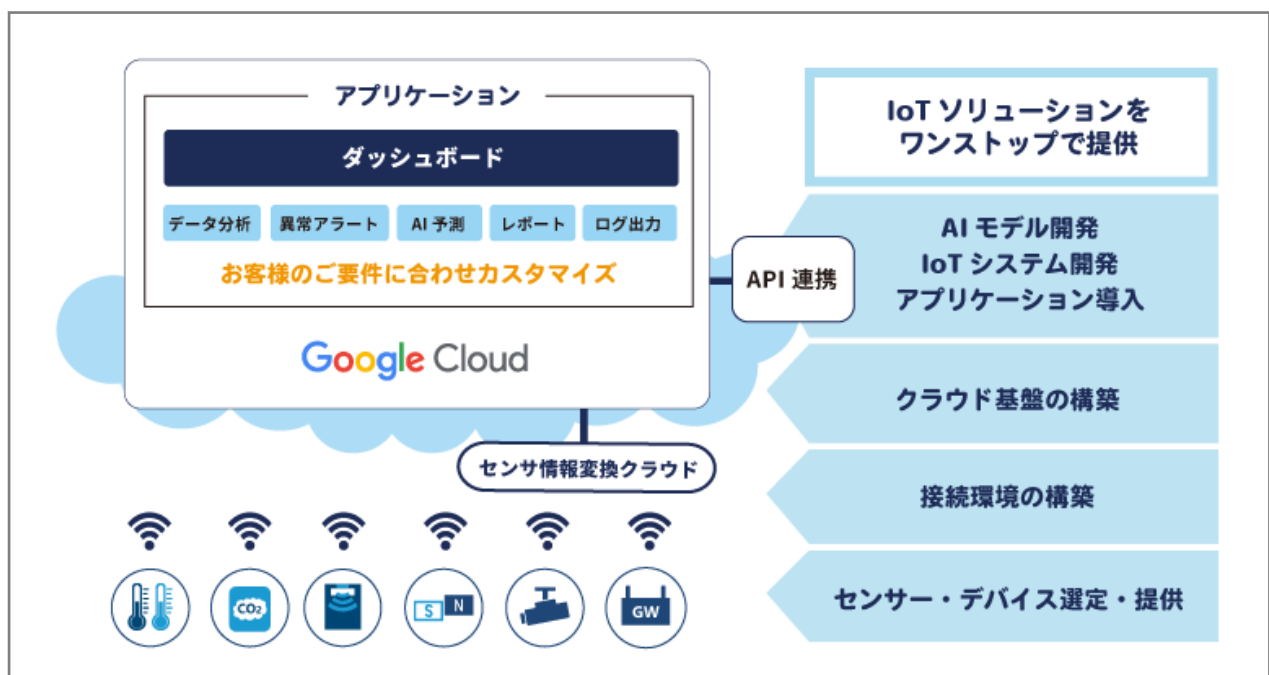 アプリケーション
ダッシュボード
データ分析
異常アラート
AI 予測
レポート
ログ出力
お客様のご要件に合わせカスタマイズ
Google Cloud
API 連携
センサ情報変換クラウド
CO2
S
N
GW
IoT ソリューションを
ワンストップで提供
AI モデル開発
IoT システム開発
アプリケーション導入
クラウド基盤の構築
接続環境の構築
センサー・デバイス選定・提供